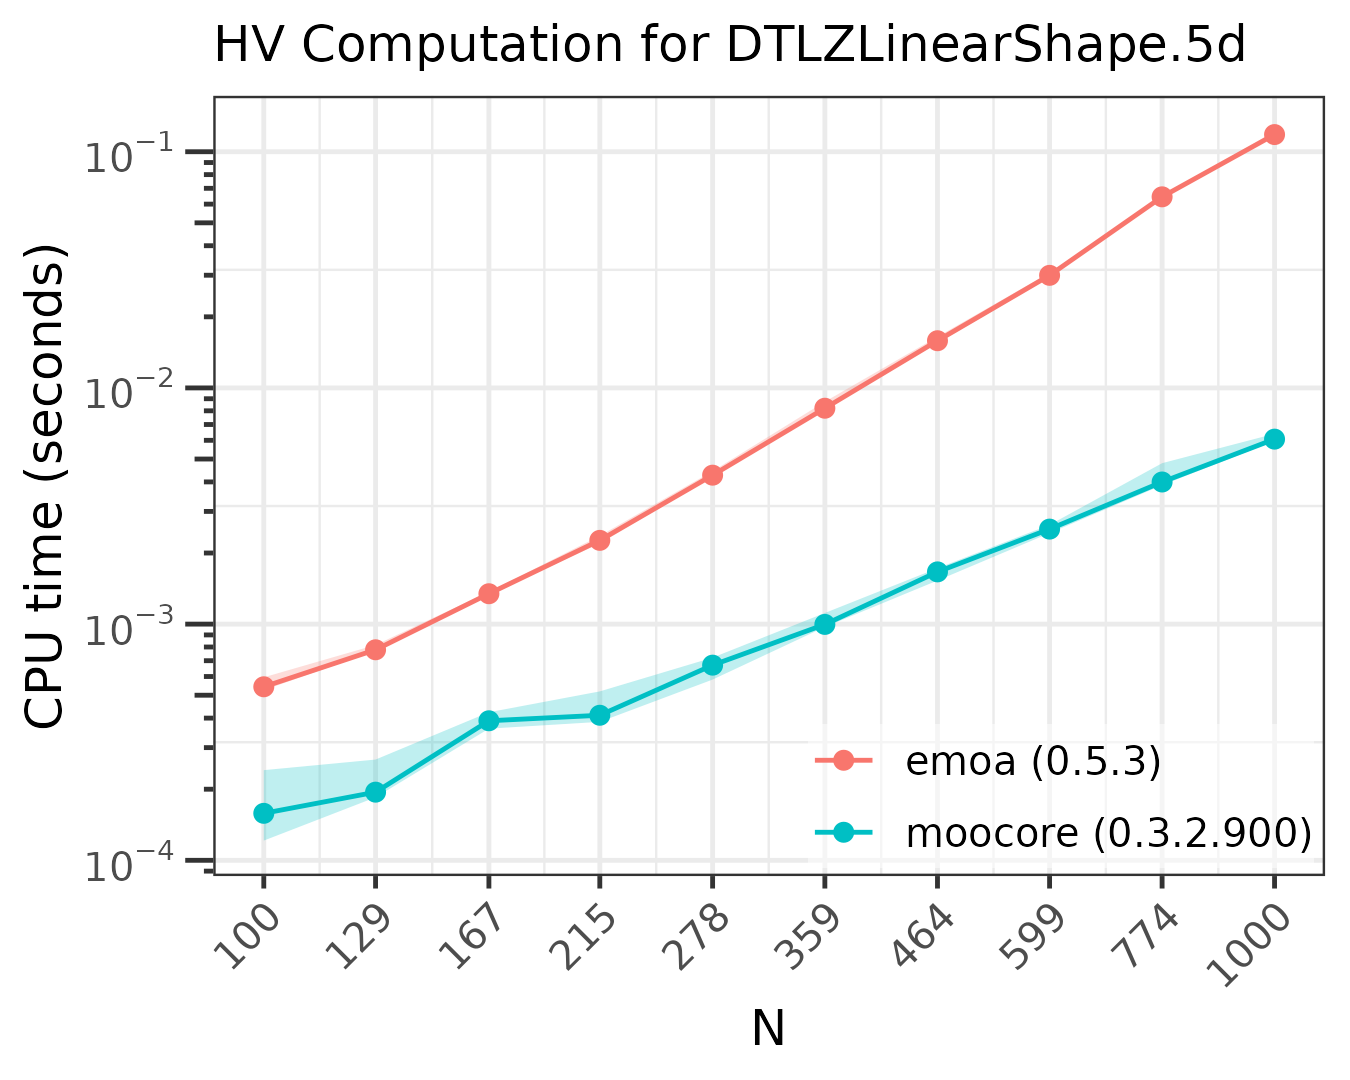 HV Computation for DTLZLinearShape.5d
CPU time (seconds)
10⁻¹
10⁻²
10⁻³
10⁻⁴
emoa (0.5.3)
moocore (0.3.2.900)
100 129 167 215 278 359 464 599 774 1000
N